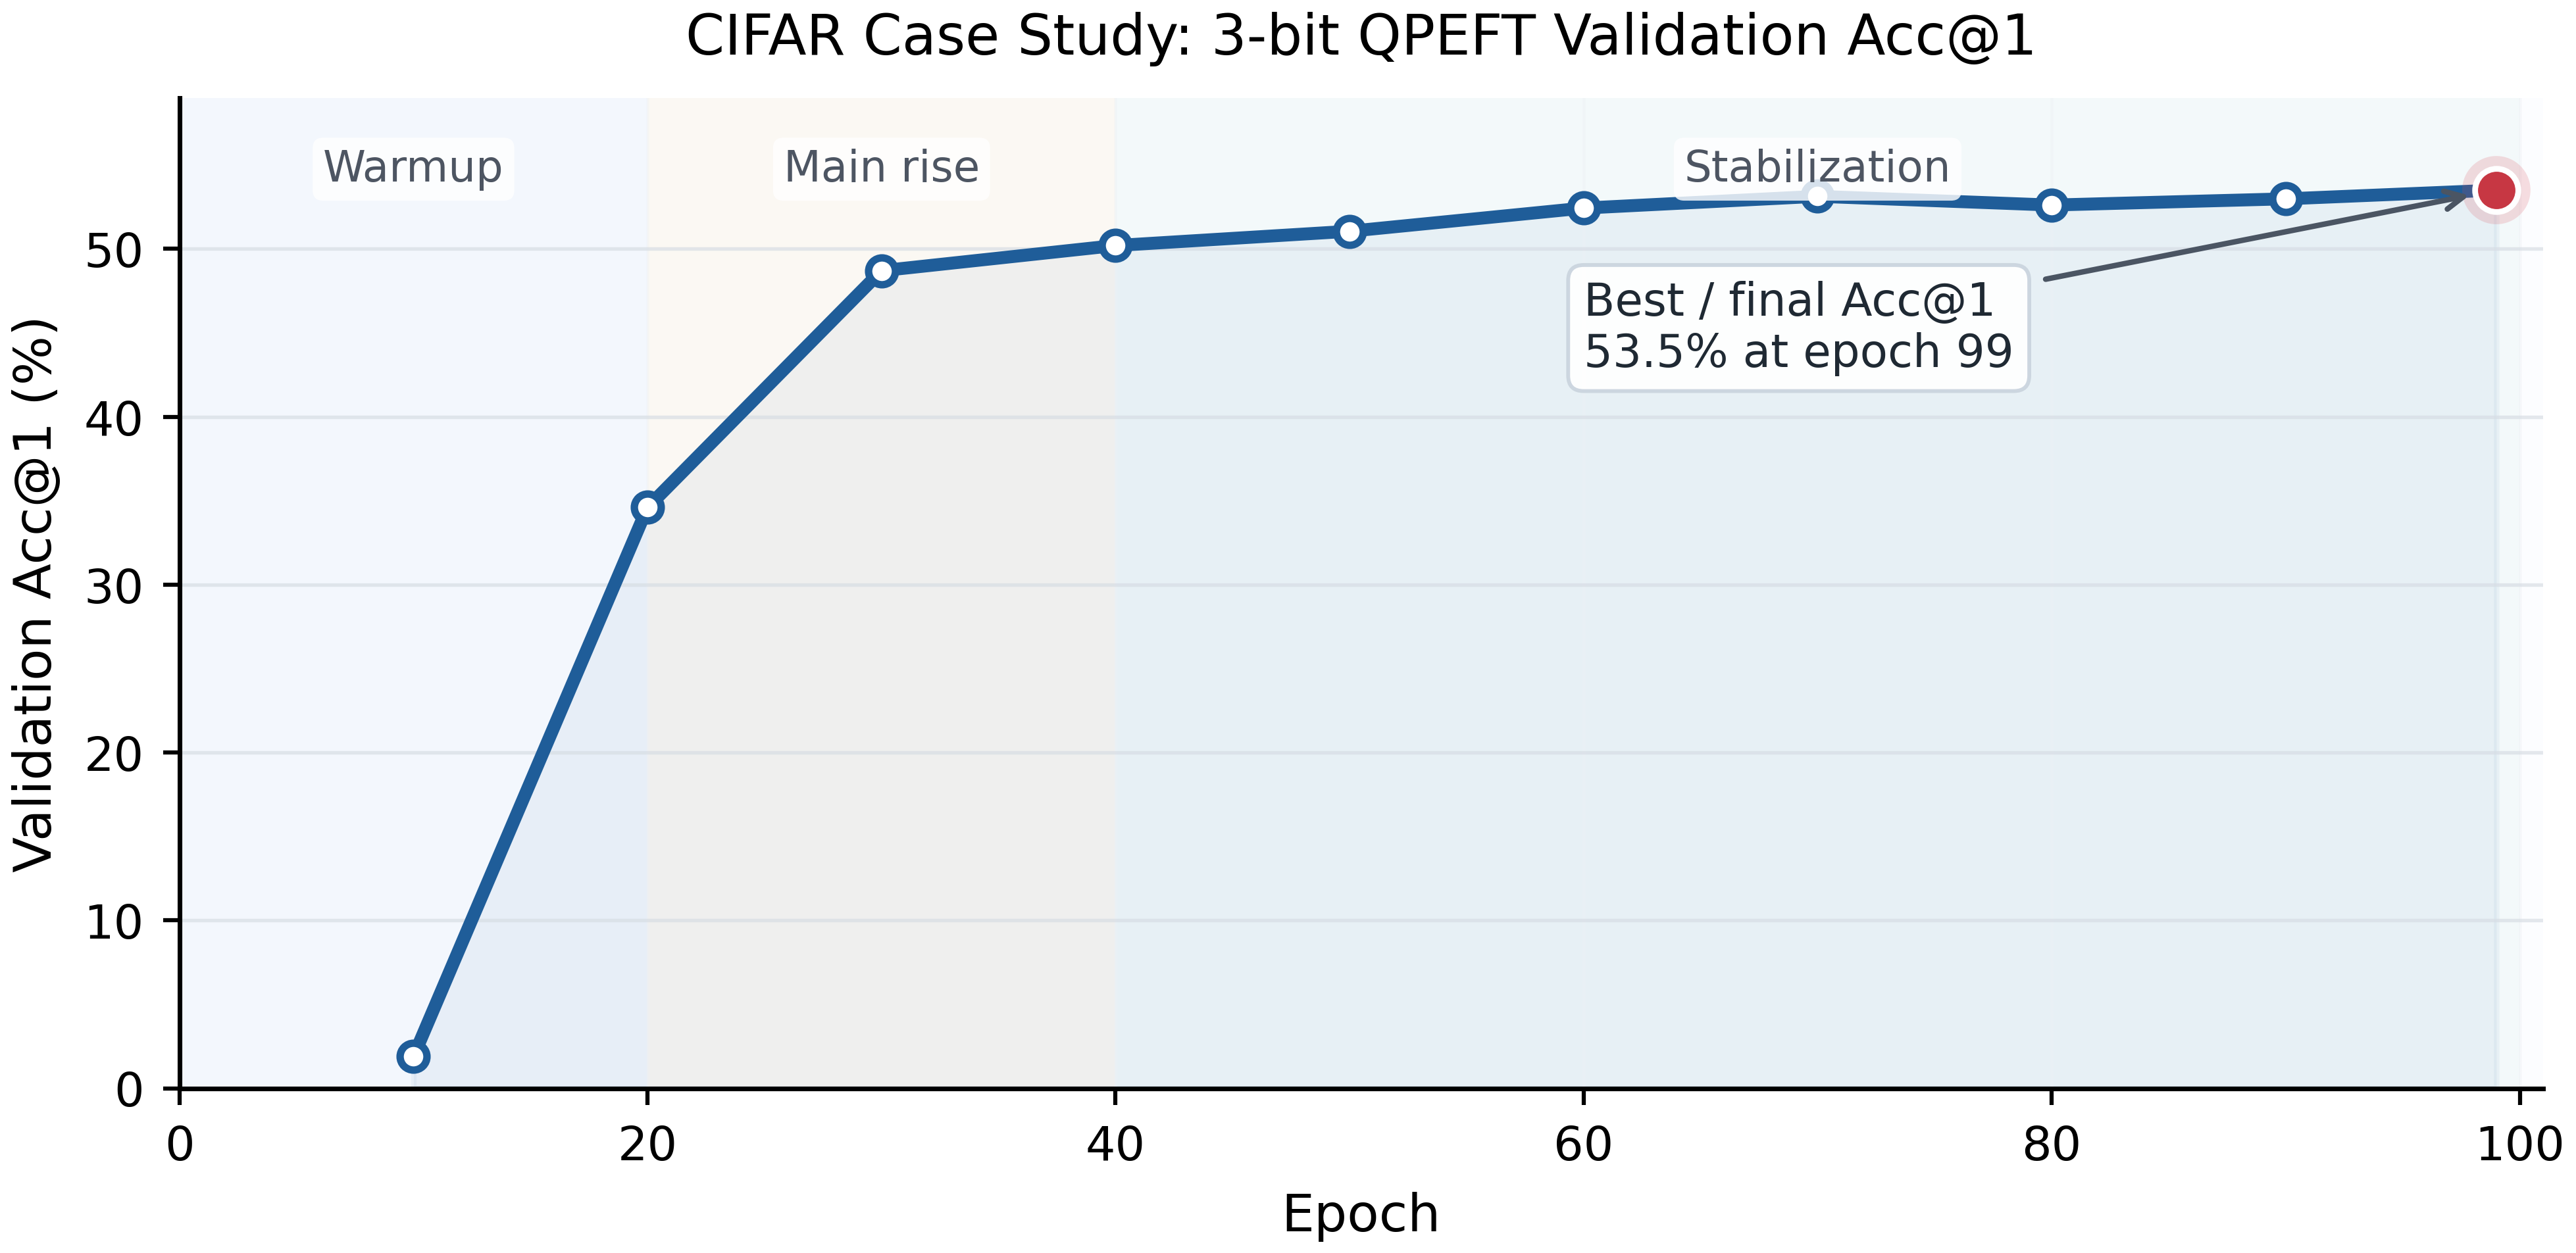 CIFAR Case Study: 3-bit QPEFT Validation Acc@1
Warmup
Main rise
Stabilization
Best / final Acc@1
53.5% at epoch 99
Validation Acc@1 (%)
50
40
30
20
10
0
0 20 40 60 80 100
Epoch